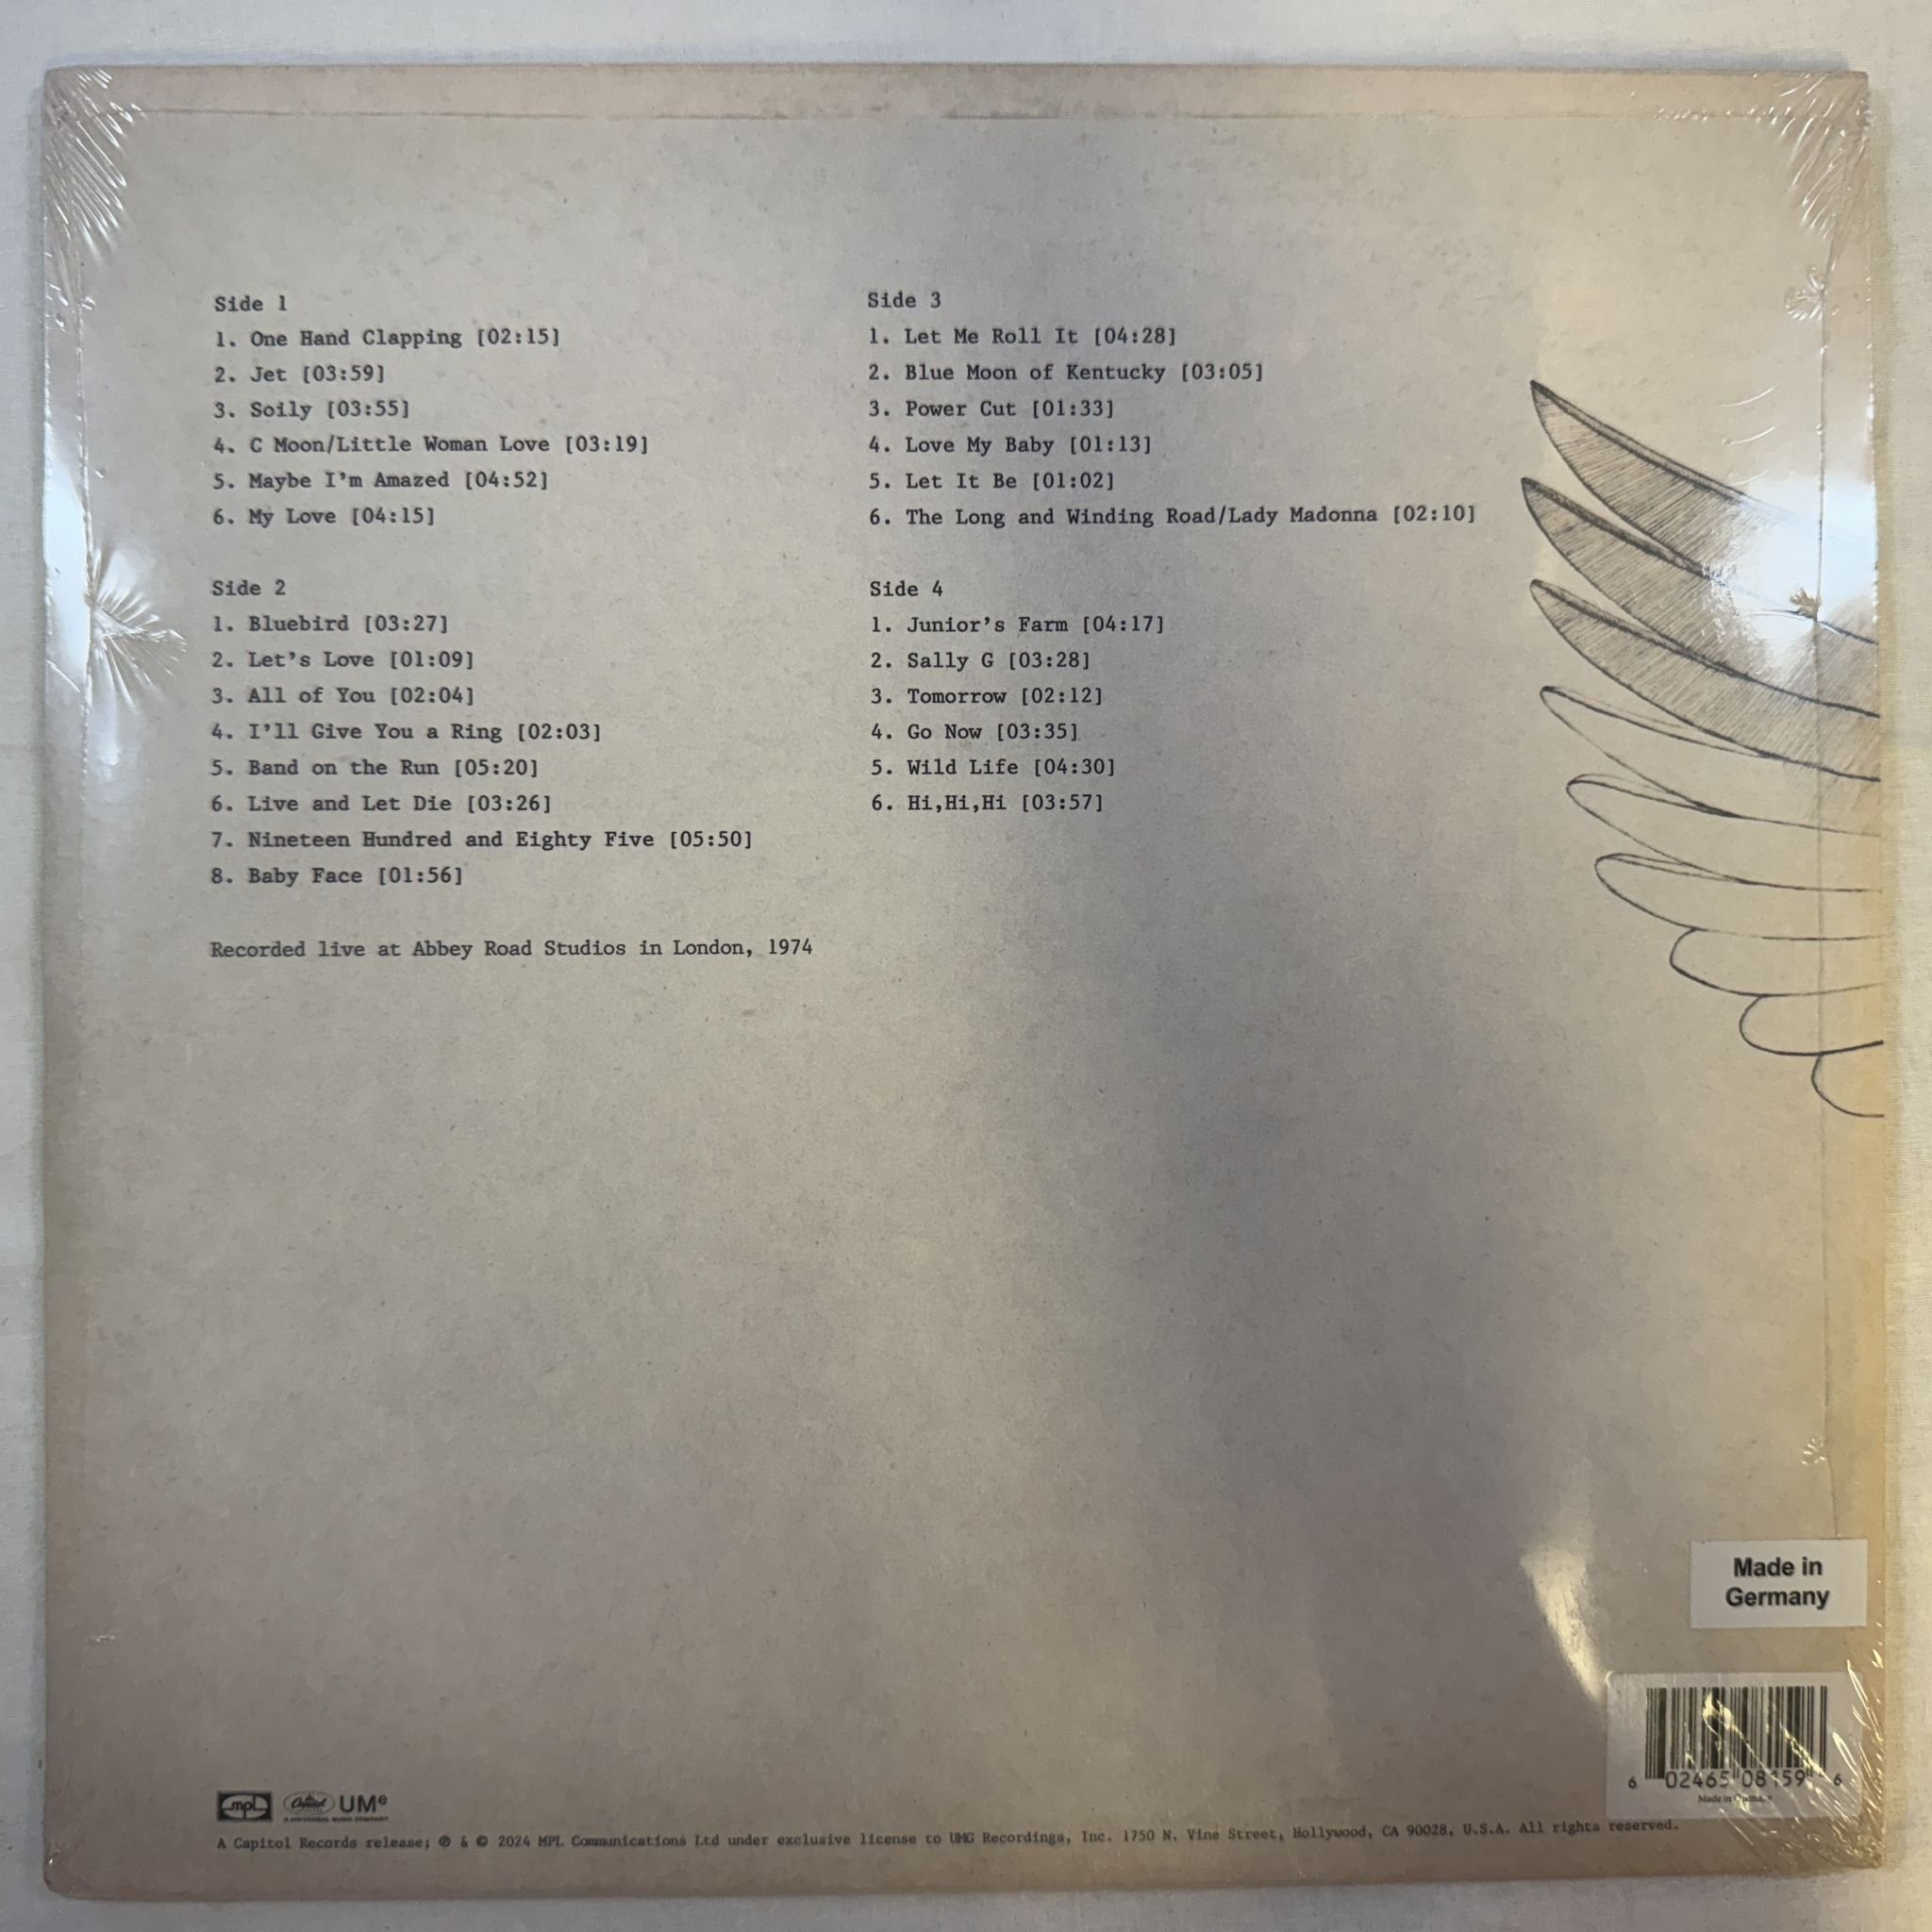 Side 1
1. One Hand Clapping [02:15]
2. Jet [03:59]
3. Soily [03:55]
4. C Moon/Little Woman Love [03:19]
5. Maybe I'm Amazed [04:52]
6. My Love [04:15]
Side 2
1. Bluebird [03:27]
2. Let's Love [01:09]
3. All of You [02:04]
4. I'll Give You a Ring [02:03]
5. Band on the Run [05:20]
6. Live and Let Die [03:26]
7. Nineteen Hundred and Eighty Five [05:50]
8. Baby Face [01:56]
Recorded live at Abbey Road Studios in London, 1974
Side 3
1. Let Me Roll It [04:28]
2. Blue Moon of Kentucky [03:05]
3. Power Cut [01:33]
4. Love My Baby [01:13]
5. Let It Be [01:02]
6. The Long and Winding Road/Lady Madonna [02:10]
Side 4
1. Junior's Farm [04:17]
2. Sally G [03:28]
3. Tomorrow [02:12]
4. Go Now [03:35]
5. Wild Life [04:30]
6. Hi,Hi,Hi [03:57]
Made in
Germany
6 02465 08159 6
Made in Germany
mpl Capitol UMe
A UNIVERSAL MUSIC COMPANY
A Capitol Records release; ℗ & © 2024 MPL Communications Ltd under exclusive license to UMG Recordings, Inc. 1750 N. Vine Street, Hollywood, CA 90028, U.S.A. All rights reserved.